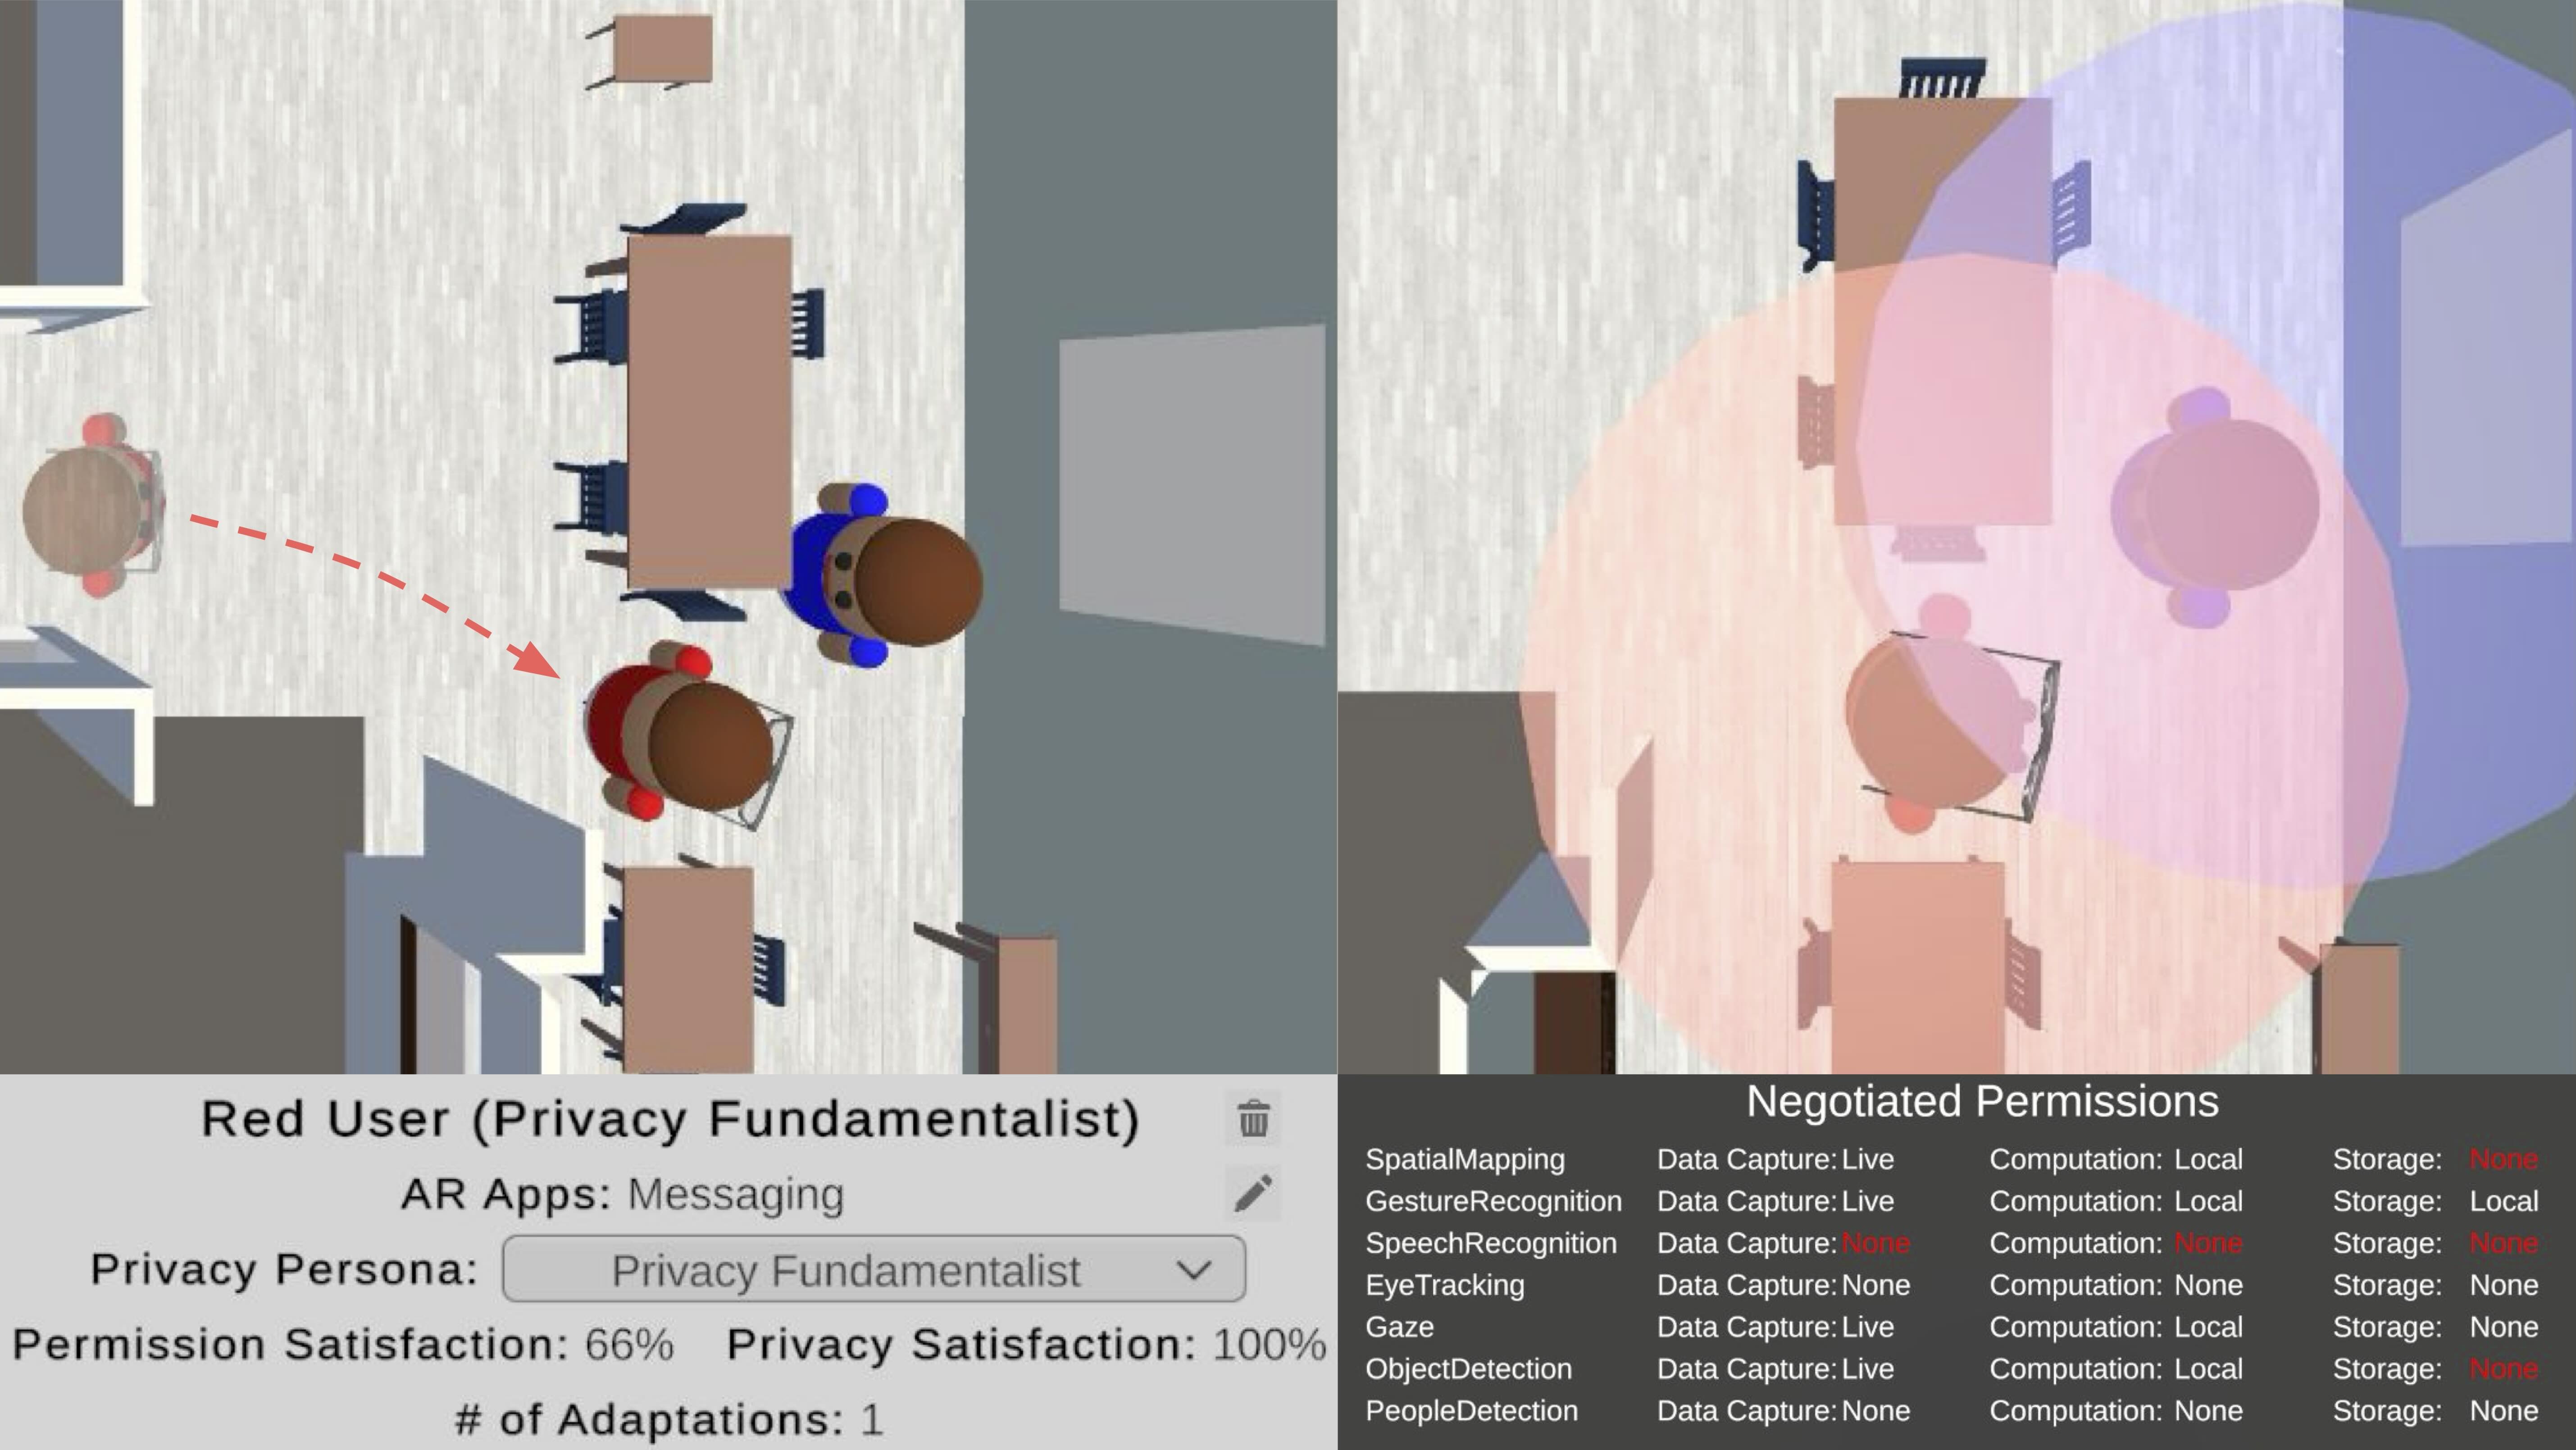 Red User (Privacy Fundamentalist)
AR Apps: Messaging
Privacy Persona: Privacy Fundamentalist
Permission Satisfaction: 66% Privacy Satisfaction: 100%
# of Adaptations: 1
Negotiated Permissions
SpatialMapping Data Capture: Live Computation: Local Storage: None
GestureRecognition Data Capture: Live Computation: Local Storage: Local
SpeechRecognition Data Capture: None Computation: None Storage: None
EyeTracking Data Capture: None Computation: None Storage: None
Gaze Data Capture: Live Computation: Local Storage: None
ObjectDetection Data Capture: Live Computation: Local Storage: None
PeopleDetection Data Capture: None Computation: None Storage: None